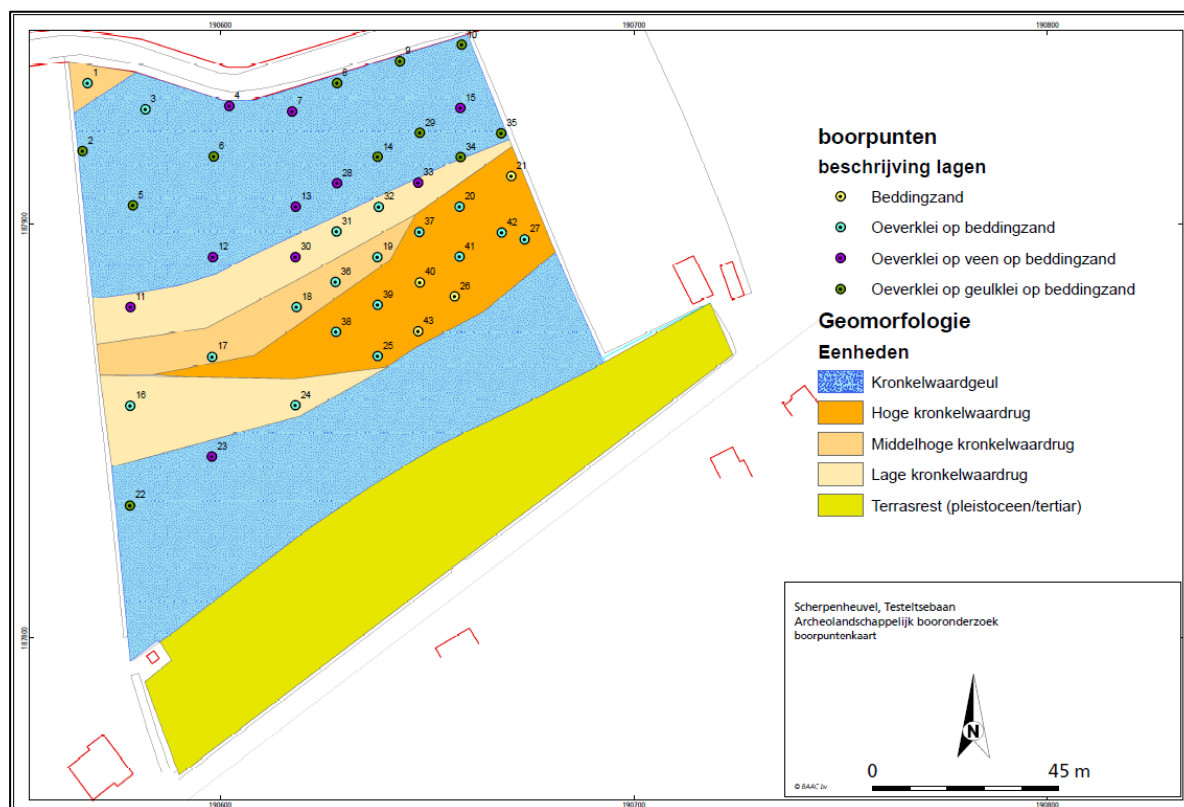 190600
190700
190800
187900
187800
190600
190700
190800
10
9
8
1
3
4
7
15
29
35
2
6
14
34
21
28
33
5
13
32
20
31
37
42
27
12
30
19
41
36
40
26
11
18
39
38
43
17
25
16
24
23
22
boorpunten
beschrijving lagen
Beddingzand
Oeverklei op beddingzand
Oeverklei op veen op beddingzand
Oeverklei op geulklei op beddingzand
Geomorfologie
Eenheden
Kronkelwaardgeul
Hoge kronkelwaardrug
Middelhoge kronkelwaardrug
Lage kronkelwaardrug
Terrasrest (pleistoceen/tertiar)
Scherpenheuvel, Testeltsebaan
Archeolandschappelijk booronderzoek
boorpuntenkaart
N
0 45 m
© BAAC bv